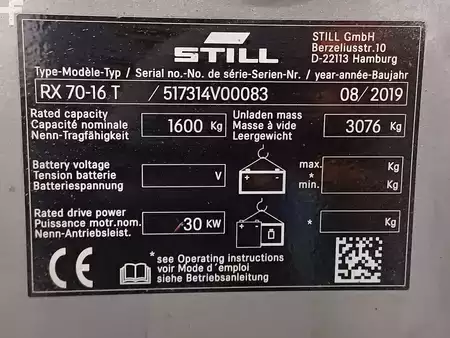 F
STILL
STILL GmbH
Berzeliusstr.10
D-22113 Hamburg
Type-Modèle-Typ / Serial no.-No. de série-Serien-Nr. / year-année-Baujahr
RX 70-16 T / 517314V00083 08/2019
Rated capacity
Capacité nominale
Nenn-Tragfähigkeit
1600 Kg
Unladen mass
Masse à vide
Leergewicht
3076 Kg
Battery voltage
Tension batterie
Batteriespannung
V
max.
* min.
Kg
Kg
Rated drive power
Puissance motr.nom.
Nenn-Antriebsleist.
30 KW
* Kg
CE
*see Operating instructions
voir Mode d'emploi
siehe Betriebsanleitung